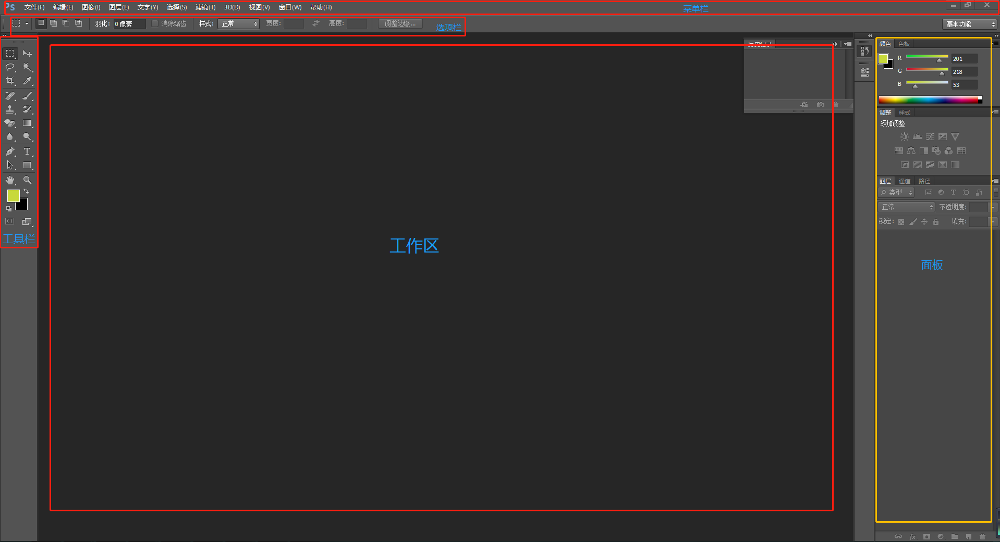 Ps 文件(F) 编辑(E) 图像(I) 图层(L) 文字(Y) 选择(S) 滤镜(T) 3D(D) 视图(V) 窗口(W) 帮助(H) 菜单栏
羽化: 0 像素 消除锯齿 样式: 正常 宽度: 高度: 调整边缘... 选项栏 基本功能
历史记录
颜色 色板
R 201
G 218
B 53
调整 样式
添加调整
图层 通道 路径
类型
正常 不透明度:
锁定: 填充:
工具栏
工作区
面板
fx